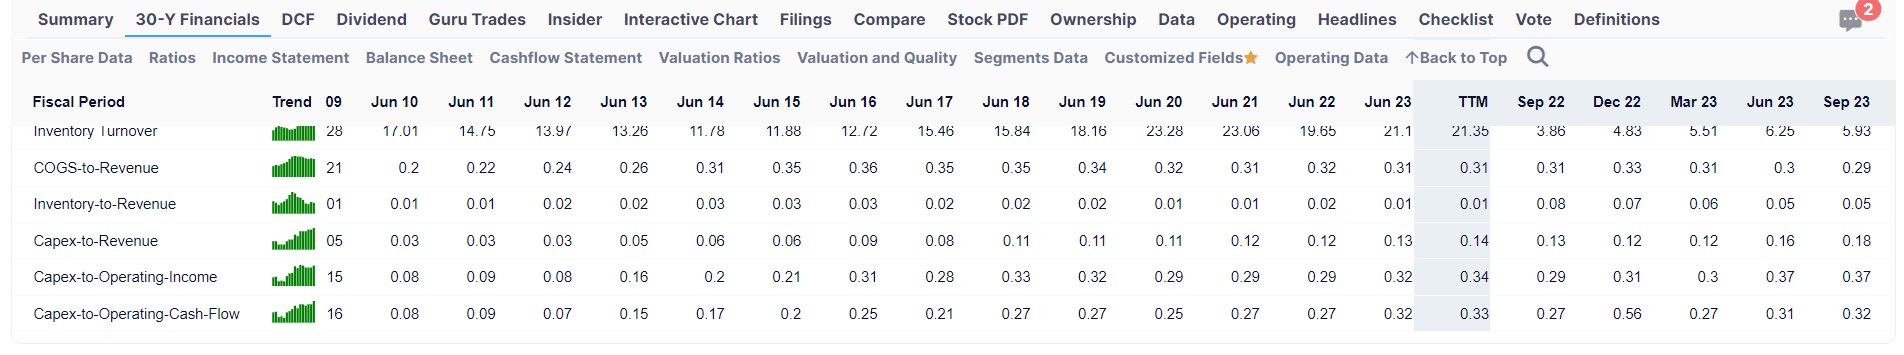 Summary 30-Y Financials DCF Dividend Guru Trades Insider Interactive Chart Filings Compare Stock PDF Ownership Data Operating Headlines Checklist Vote Definitions 2
Per Share Data Ratios Income Statement Balance Sheet Cashflow Statement Valuation Ratios Valuation and Quality Segments Data Customized Fields Operating Data ↑Back to Top
Fiscal Period Trend 09 Jun 10 Jun 11 Jun 12 Jun 13 Jun 14 Jun 15 Jun 16 Jun 17 Jun 18 Jun 19 Jun 20 Jun 21 Jun 22 Jun 23 TTM Sep 22 Dec 22 Mar 23 Jun 23 Sep 23
Inventory Turnover 28 17.01 14.75 13.97 13.26 11.78 11.88 12.72 15.46 15.84 18.16 23.28 23.06 19.65 21.1 21.35 3.86 4.83 5.51 6.25 5.93
COGS-to-Revenue 21 0.2 0.22 0.24 0.26 0.31 0.35 0.36 0.35 0.35 0.34 0.32 0.31 0.32 0.31 0.31 0.31 0.33 0.31 0.3 0.29
Inventory-to-Revenue 01 0.01 0.01 0.02 0.02 0.03 0.03 0.03 0.02 0.02 0.02 0.01 0.01 0.02 0.01 0.01 0.08 0.07 0.06 0.05 0.05
Capex-to-Revenue 05 0.03 0.03 0.03 0.05 0.06 0.06 0.09 0.08 0.11 0.11 0.11 0.12 0.12 0.13 0.14 0.13 0.12 0.12 0.16 0.18
Capex-to-Operating-Income 15 0.08 0.09 0.08 0.16 0.2 0.21 0.31 0.28 0.33 0.32 0.29 0.29 0.29 0.32 0.34 0.29 0.31 0.3 0.37 0.37
Capex-to-Operating-Cash-Flow 16 0.08 0.09 0.07 0.15 0.17 0.2 0.25 0.21 0.27 0.27 0.25 0.27 0.27 0.32 0.33 0.27 0.56 0.27 0.31 0.32